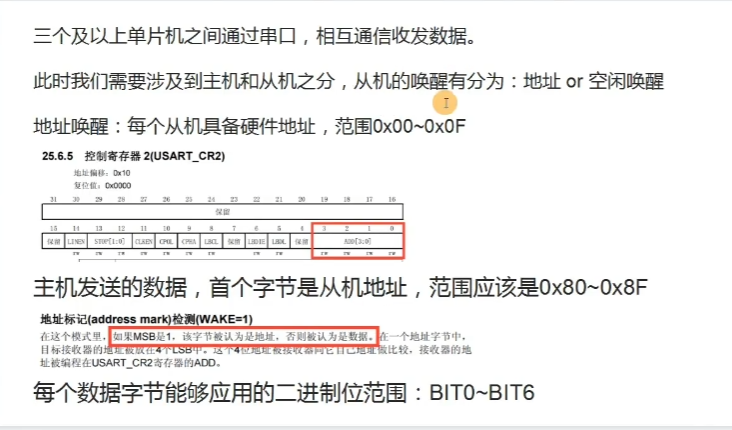 三个及以上单片机之间通过串口，相互通信收发数据。
此时我们需要涉及到主机和从机之分，从机的唤醒有分为：地址 or 空闲唤醒
地址唤醒：每个从机具备硬件地址，范围0x00~0x0F
25.6.5 控制寄存器 2(USART_CR2)
地址偏移：0x10
复位值：0x0000
31 30 29 28 27 26 25 24 23 22 21 20 19 18 17 16
保留
15 14 13 12 11 10 9 8 7 6 5 4 3 2 1 0
保留 LINEN STOP[1:0] CLKEN CPOL CPHA LBCL 保留 LBDIE LBDL 保留 ADD[3:0]
rw rw rw rw rw rw rw rw rw rw rw rw rw
主机发送的数据，首个字节是从机地址，范围应该是0x80~0x8F
地址标记(address mark)检测(WAKE=1)
在这个模式里，如果MSB是1，该字节被认为是地址，否则被认为是数据。在一个地址字节中，
目标接收器的地址被放在4个LSB中。这个4位地址被接收器同它自己地址做比较，接收器的地
址被编程在USART_CR2寄存器的ADD。
每个数据字节能够应用的二进制位范围：BIT0~BIT6